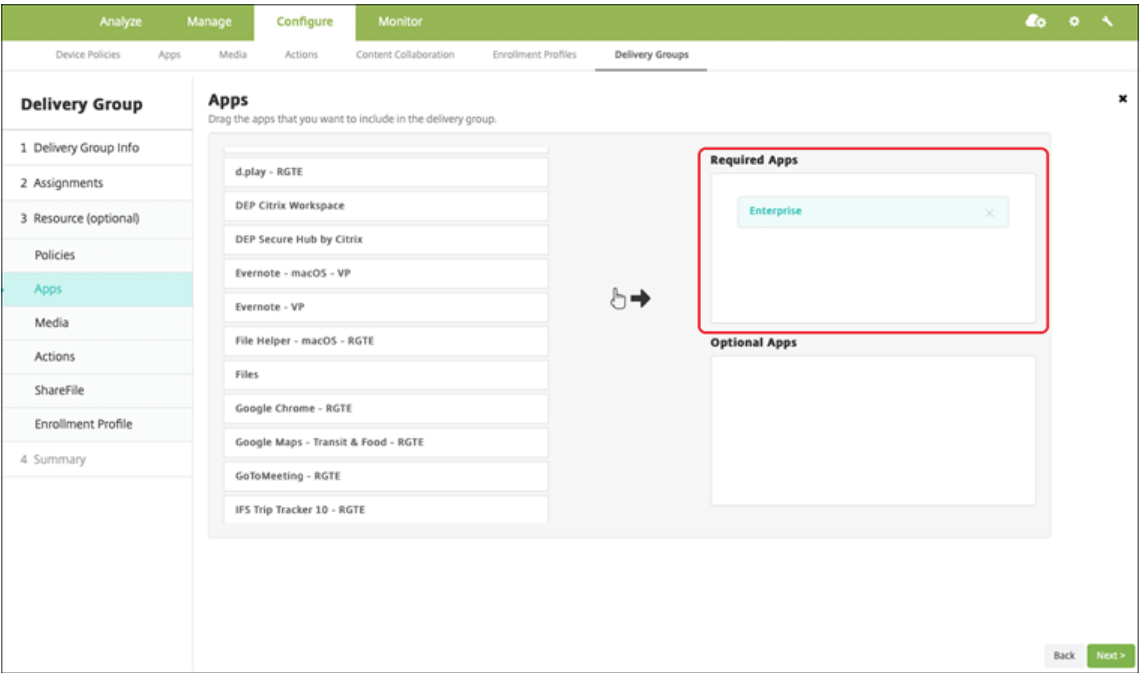 Analyze Manage Configure Monitor
Device Policies Apps Media Actions Content Collaboration Enrollment Profiles Delivery Groups
Delivery Group
1 Delivery Group Info
2 Assignments
3 Resource (optional)
Policies
Apps
Media
Actions
ShareFile
Enrollment Profile
4 Summary
Apps
Drag the apps that you want to include in the delivery group.
d.play - RGTE
DEP Citrix Workspace
DEP Secure Hub by Citrix
Evernote - macOS - VP
Evernote - VP
File Helper - macOS - RGTE
Files
Google Chrome - RGTE
Google Maps - Transit & Food - RGTE
GoToMeeting - RGTE
IFS Trip Tracker 10 - RGTE
Required Apps
Enterprise
Optional Apps
Back Next >